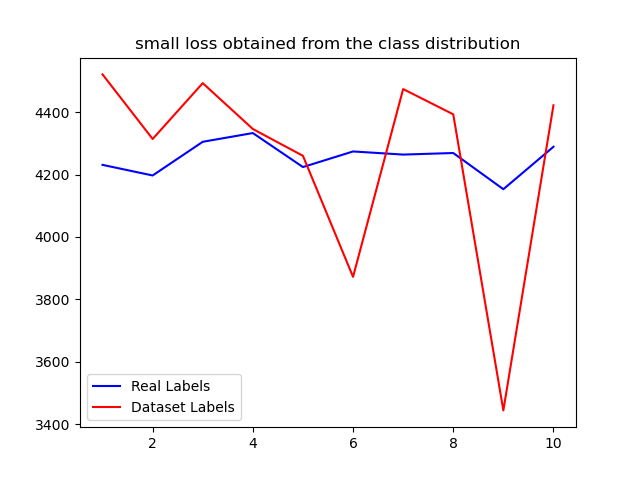 small loss obtained from the class distribution
4400
4200
4000
3800
3600
3400
Real Labels
Dataset Labels
2 4 6 8 10